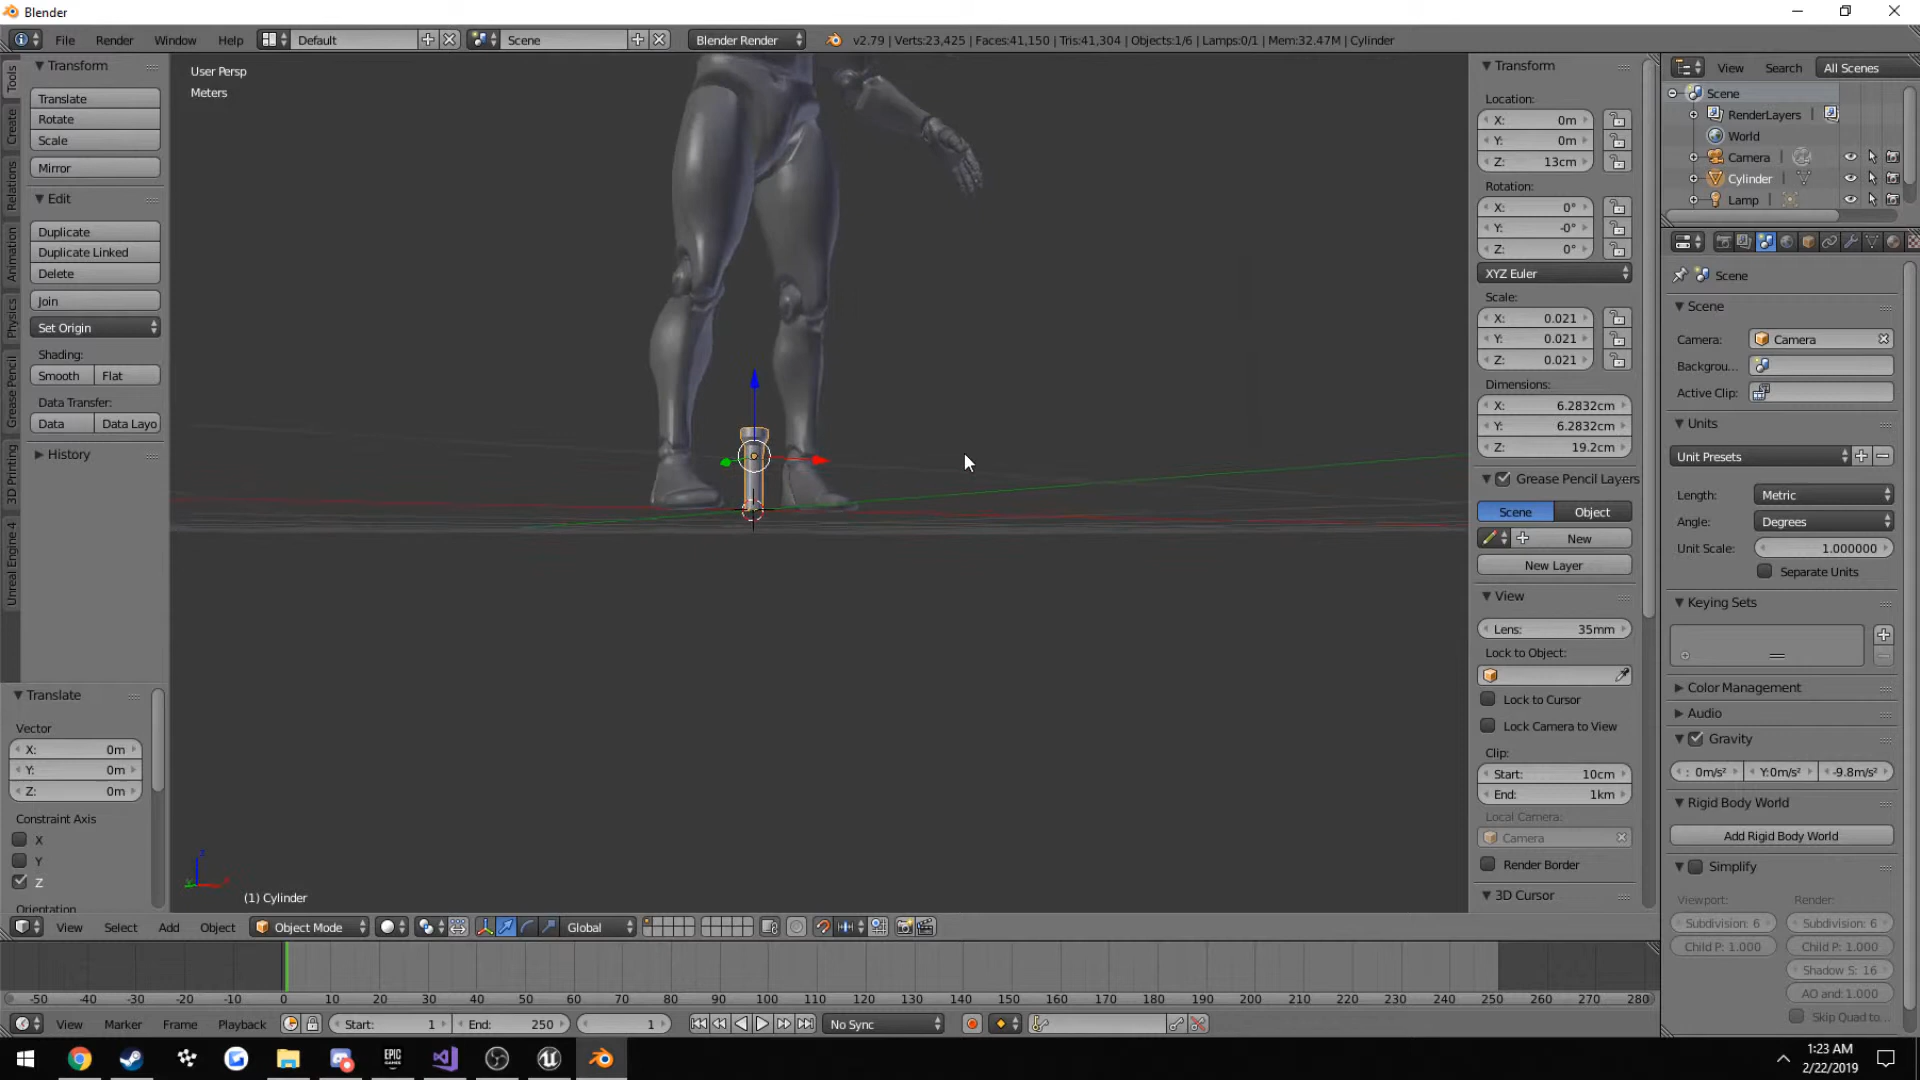 Blender
File Render Window Help Default Scene Blender Render v2.79 | Verts:23,425 | Faces:41,150 | Tris:41,304 | Objects:1/6 | Lamps:0/1 | Mem:32.47M | Cylinder
Tools
Create
Relations
Animation
Physics
Grease Pencil
3D Printing
Unreal Engine 4
Transform
Translate
Rotate
Scale
Mirror
Edit
Duplicate
Duplicate Linked
Delete
Join
Set Origin
Shading:
Smooth Flat
Data Transfer:
Data Data Layo
History
Translate
Vector
X: 0m
Y: 0m
Z: 0m
Constraint Axis
X
Y
Z
Orientation
User Persp
Meters
(1) Cylinder
Transform
Location:
X: 0m
Y: 0m
Z: 13cm
Rotation:
X: 0°
Y: -0°
Z: 0°
XYZ Euler
Scale:
X: 0.021
Y: 0.021
Z: 0.021
Dimensions:
X: 6.2832cm
Y: 6.2832cm
Z: 19.2cm
Grease Pencil Layers
Scene Object
New
New Layer
View
Lens: 35mm
Lock to Object:
Lock to Cursor
Lock Camera to View
Clip:
Start: 10cm
End: 1km
Local Camera:
Camera
Render Border
3D Cursor
View Search All Scenes
Scene
RenderLayers
World
Camera
Cylinder
Lamp
Scene
Scene
Camera: Camera
Backgrou...
Active Clip:
Units
Unit Presets
Length: Metric
Angle: Degrees
Unit Scale: 1.000000
Separate Units
Keying Sets
Color Management
Audio
Gravity
: 0m/s² Y:0m/s² -9.8m/s²
Rigid Body World
Add Rigid Body World
Simplify
Viewport: Render:
Subdivision: 6 Subdivision: 6
Child P: 1.000 Child P: 1.000
Shadow S: 16
AO and: 1.000
Skip Quad to...
View Select Add Object Object Mode Global
-50 -40 -30 -20 -10 0 10 20 30 40 50 60 70 80 90 100 110 120 130 140 150 160 170 180 190 200 210 220 230 240 250 260 270 280
View Marker Frame Playback Start: 1 End: 250 1 No Sync
EPIC GAMES
1:23 AM
2/22/2019